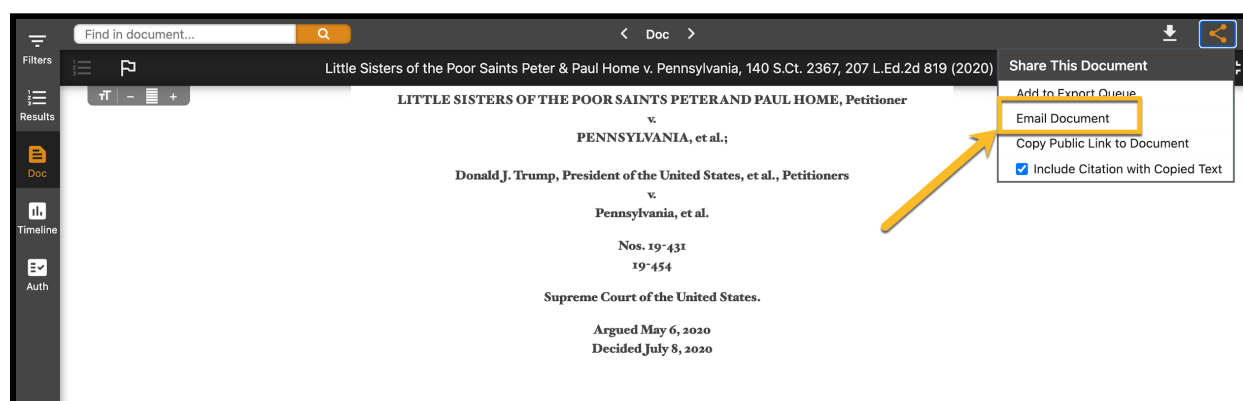 Find in document...
Doc
Filters
Little Sisters of the Poor Saints Peter & Paul Home v. Pennsylvania, 140 S.Ct. 2367, 207 L.Ed.2d 819 (2020)
Share This Document
Add to Export Queue
Email Document
Copy Public Link to Document
Include Citation with Copied Text
Results
Doc
Timeline
Auth
TT - +
LITTLE SISTERS OF THE POOR SAINTS PETER AND PAUL HOME, Petitioner
v.
PENNSYLVANIA, et al.;
Donald J. Trump, President of the United States, et al., Petitioners
v.
Pennsylvania, et al.
Nos. 19-431
19-454
Supreme Court of the United States.
Argued May 6, 2020
Decided July 8, 2020